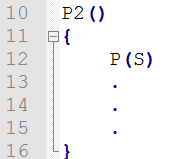 10 P2()
11 {
12 P(S)
13 .
14 .
15 .
16 }